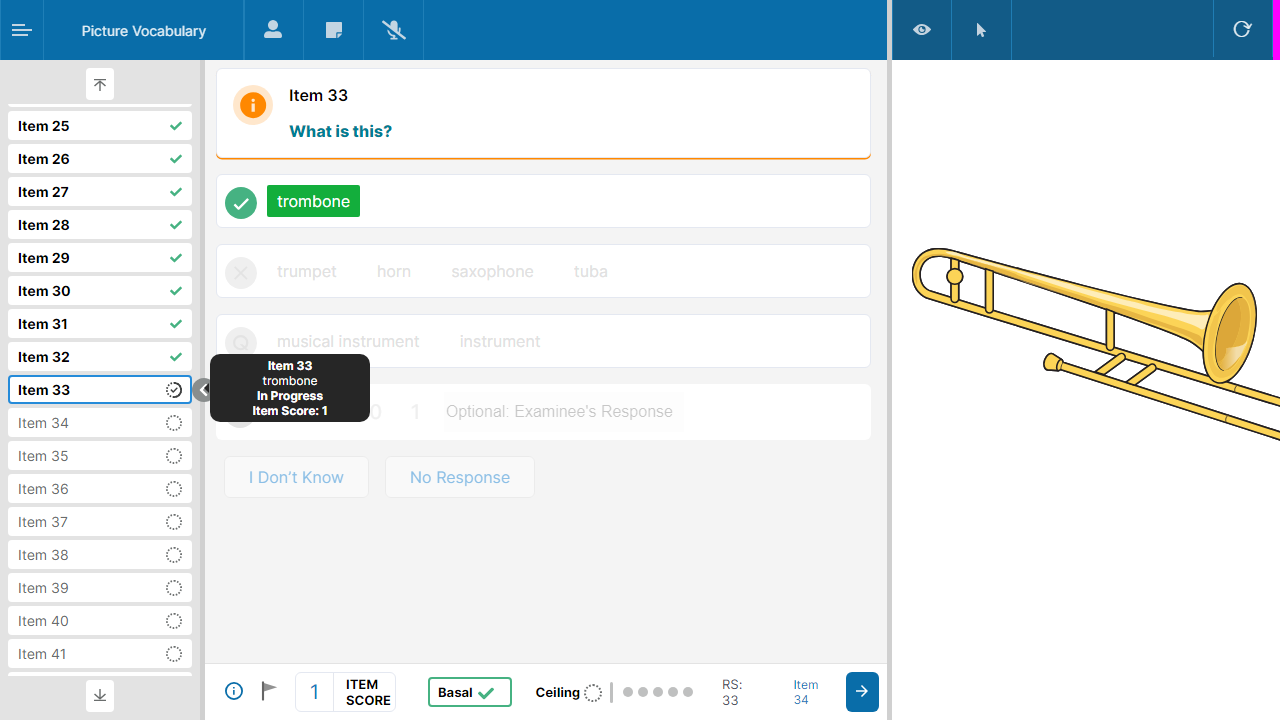 Picture Vocabulary
Item 25
Item 26
Item 27
Item 28
Item 29
Item 30
Item 31
Item 32
Item 33
Item 34
Item 35
Item 36
Item 37
Item 38
Item 39
Item 40
Item 41
Item 33
What is this?
trombone
trumpet horn saxophone tuba
musical instrument instrument
Item 33
trombone
In Progress
Item Score: 1
0 1 Optional: Examinee's Response
I Don't Know No Response
1 ITEM SCORE
Basal
Ceiling
RS: 33
Item 34